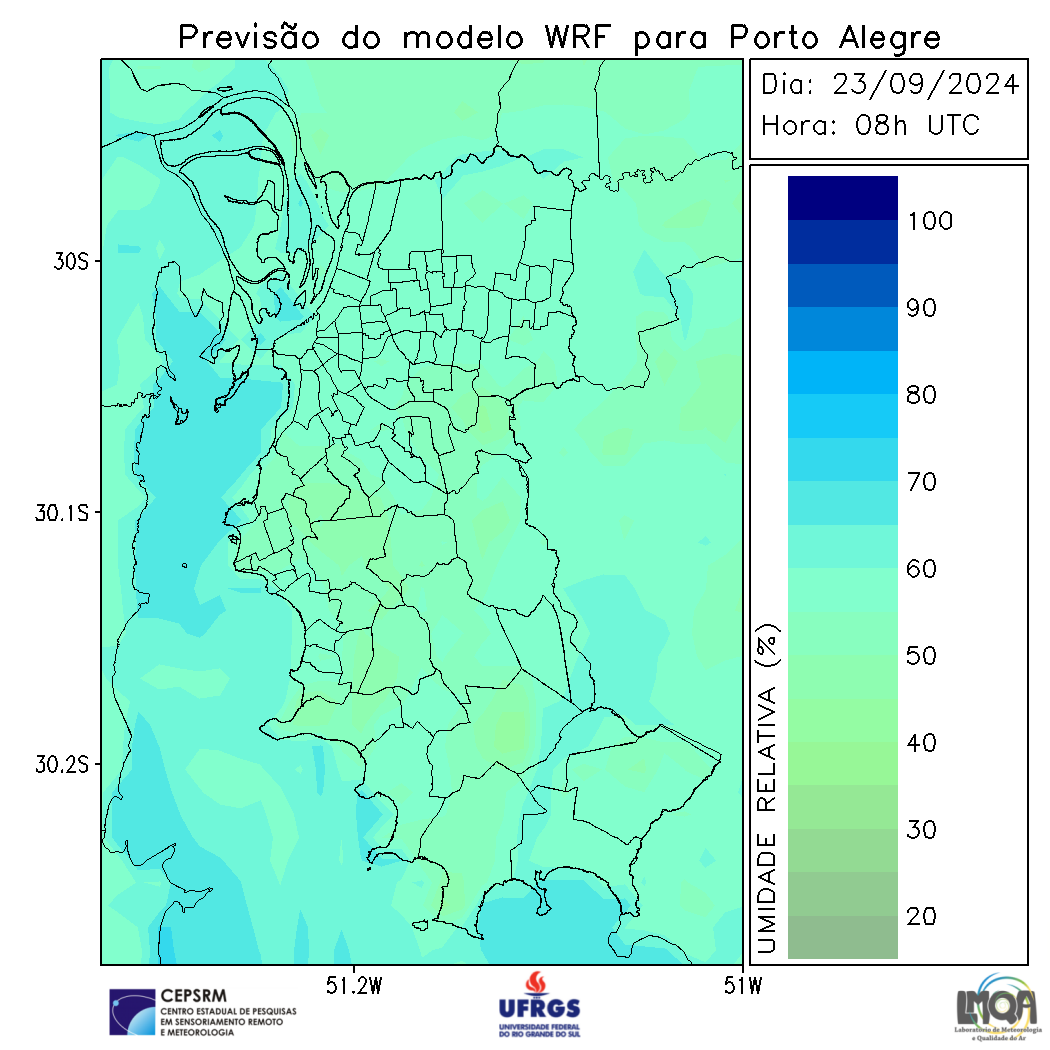 Previsão do modelo WRF para Porto Alegre
Dia: 23/09/2024
Hora: 08h UTC
30S
30.1S
30.2S
51.2W
51W
100
90
80
70
60
50
40
30
20
UMIDADE RELATIVA (%)
CEPSRM
CENTRO ESTADUAL DE PESQUISAS
EM SENSORIAMENTO REMOTO
E METEOROLOGIA
UFRGS
UNIVERSIDADE FEDERAL
DO RIO GRANDE DO SUL
LMQA
Laboratório de Meteorologia
e Qualidade do Ar